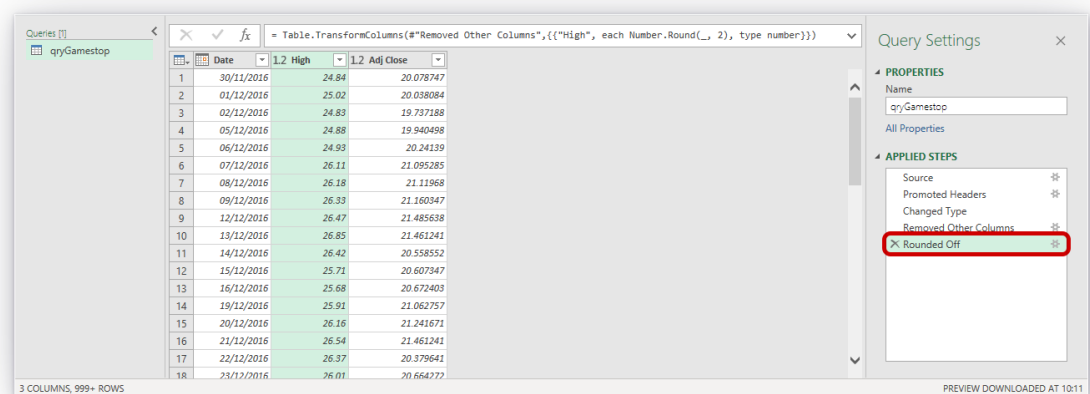 Queries [1]
qryGamestop
fx = Table.TransformColumns(#"Removed Other Columns",{{"High", each Number.Round(_, 2), type number}})
Date 1.2 High 1.2 Adj Close
1 30/11/2016 24.84 20.078747
2 01/12/2016 25.02 20.038084
3 02/12/2016 24.83 19.737188
4 05/12/2016 24.88 19.940498
5 06/12/2016 24.93 20.24139
6 07/12/2016 26.11 21.095285
7 08/12/2016 26.18 21.11968
8 09/12/2016 26.33 21.160347
9 12/12/2016 26.47 21.485638
10 13/12/2016 26.85 21.461241
11 14/12/2016 26.42 20.558552
12 15/12/2016 25.71 20.607347
13 16/12/2016 25.68 20.672403
14 19/12/2016 25.91 21.062757
15 20/12/2016 26.16 21.241671
16 21/12/2016 26.54 21.461241
17 22/12/2016 26.37 20.379641
18 23/12/2016 26.01 20.664272
Query Settings
PROPERTIES
Name
qryGamestop
All Properties
APPLIED STEPS
Source
Promoted Headers
Changed Type
Removed Other Columns
Rounded Off
3 COLUMNS, 999+ ROWS
PREVIEW DOWNLOADED AT 10:11